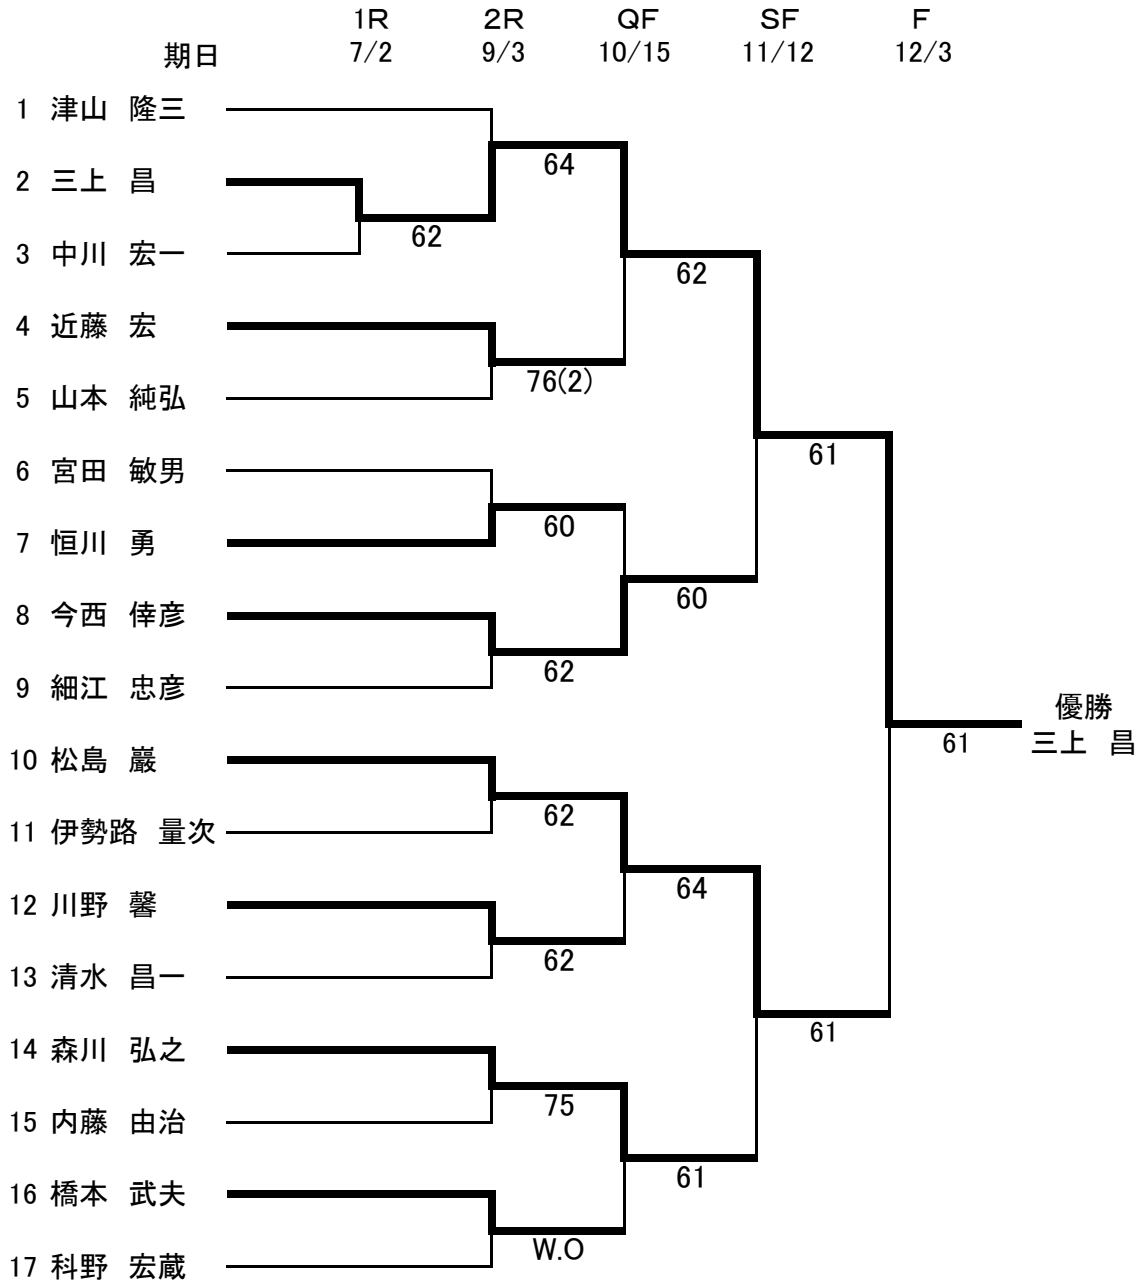 1R 2R QF SF F
期日 7/2 9/3 10/15 11/12 12/3
1 津山 隆三
64
2 三上 昌
62
3 中川 宏一
62
4 近藤 宏
76(2)
5 山本 純弘
61
6 宮田 敏男
60
7 恒川 勇
60
8 今西 倖彦
62
9 細江 忠彦
優勝
61 三上 昌
10 松島 巖
62
11 伊勢路 量次
64
12 川野 馨
62
13 清水 昌一
61
14 森川 弘之
75
15 内藤 由治
61
16 橋本 武夫
W.O
17 科野 宏蔵